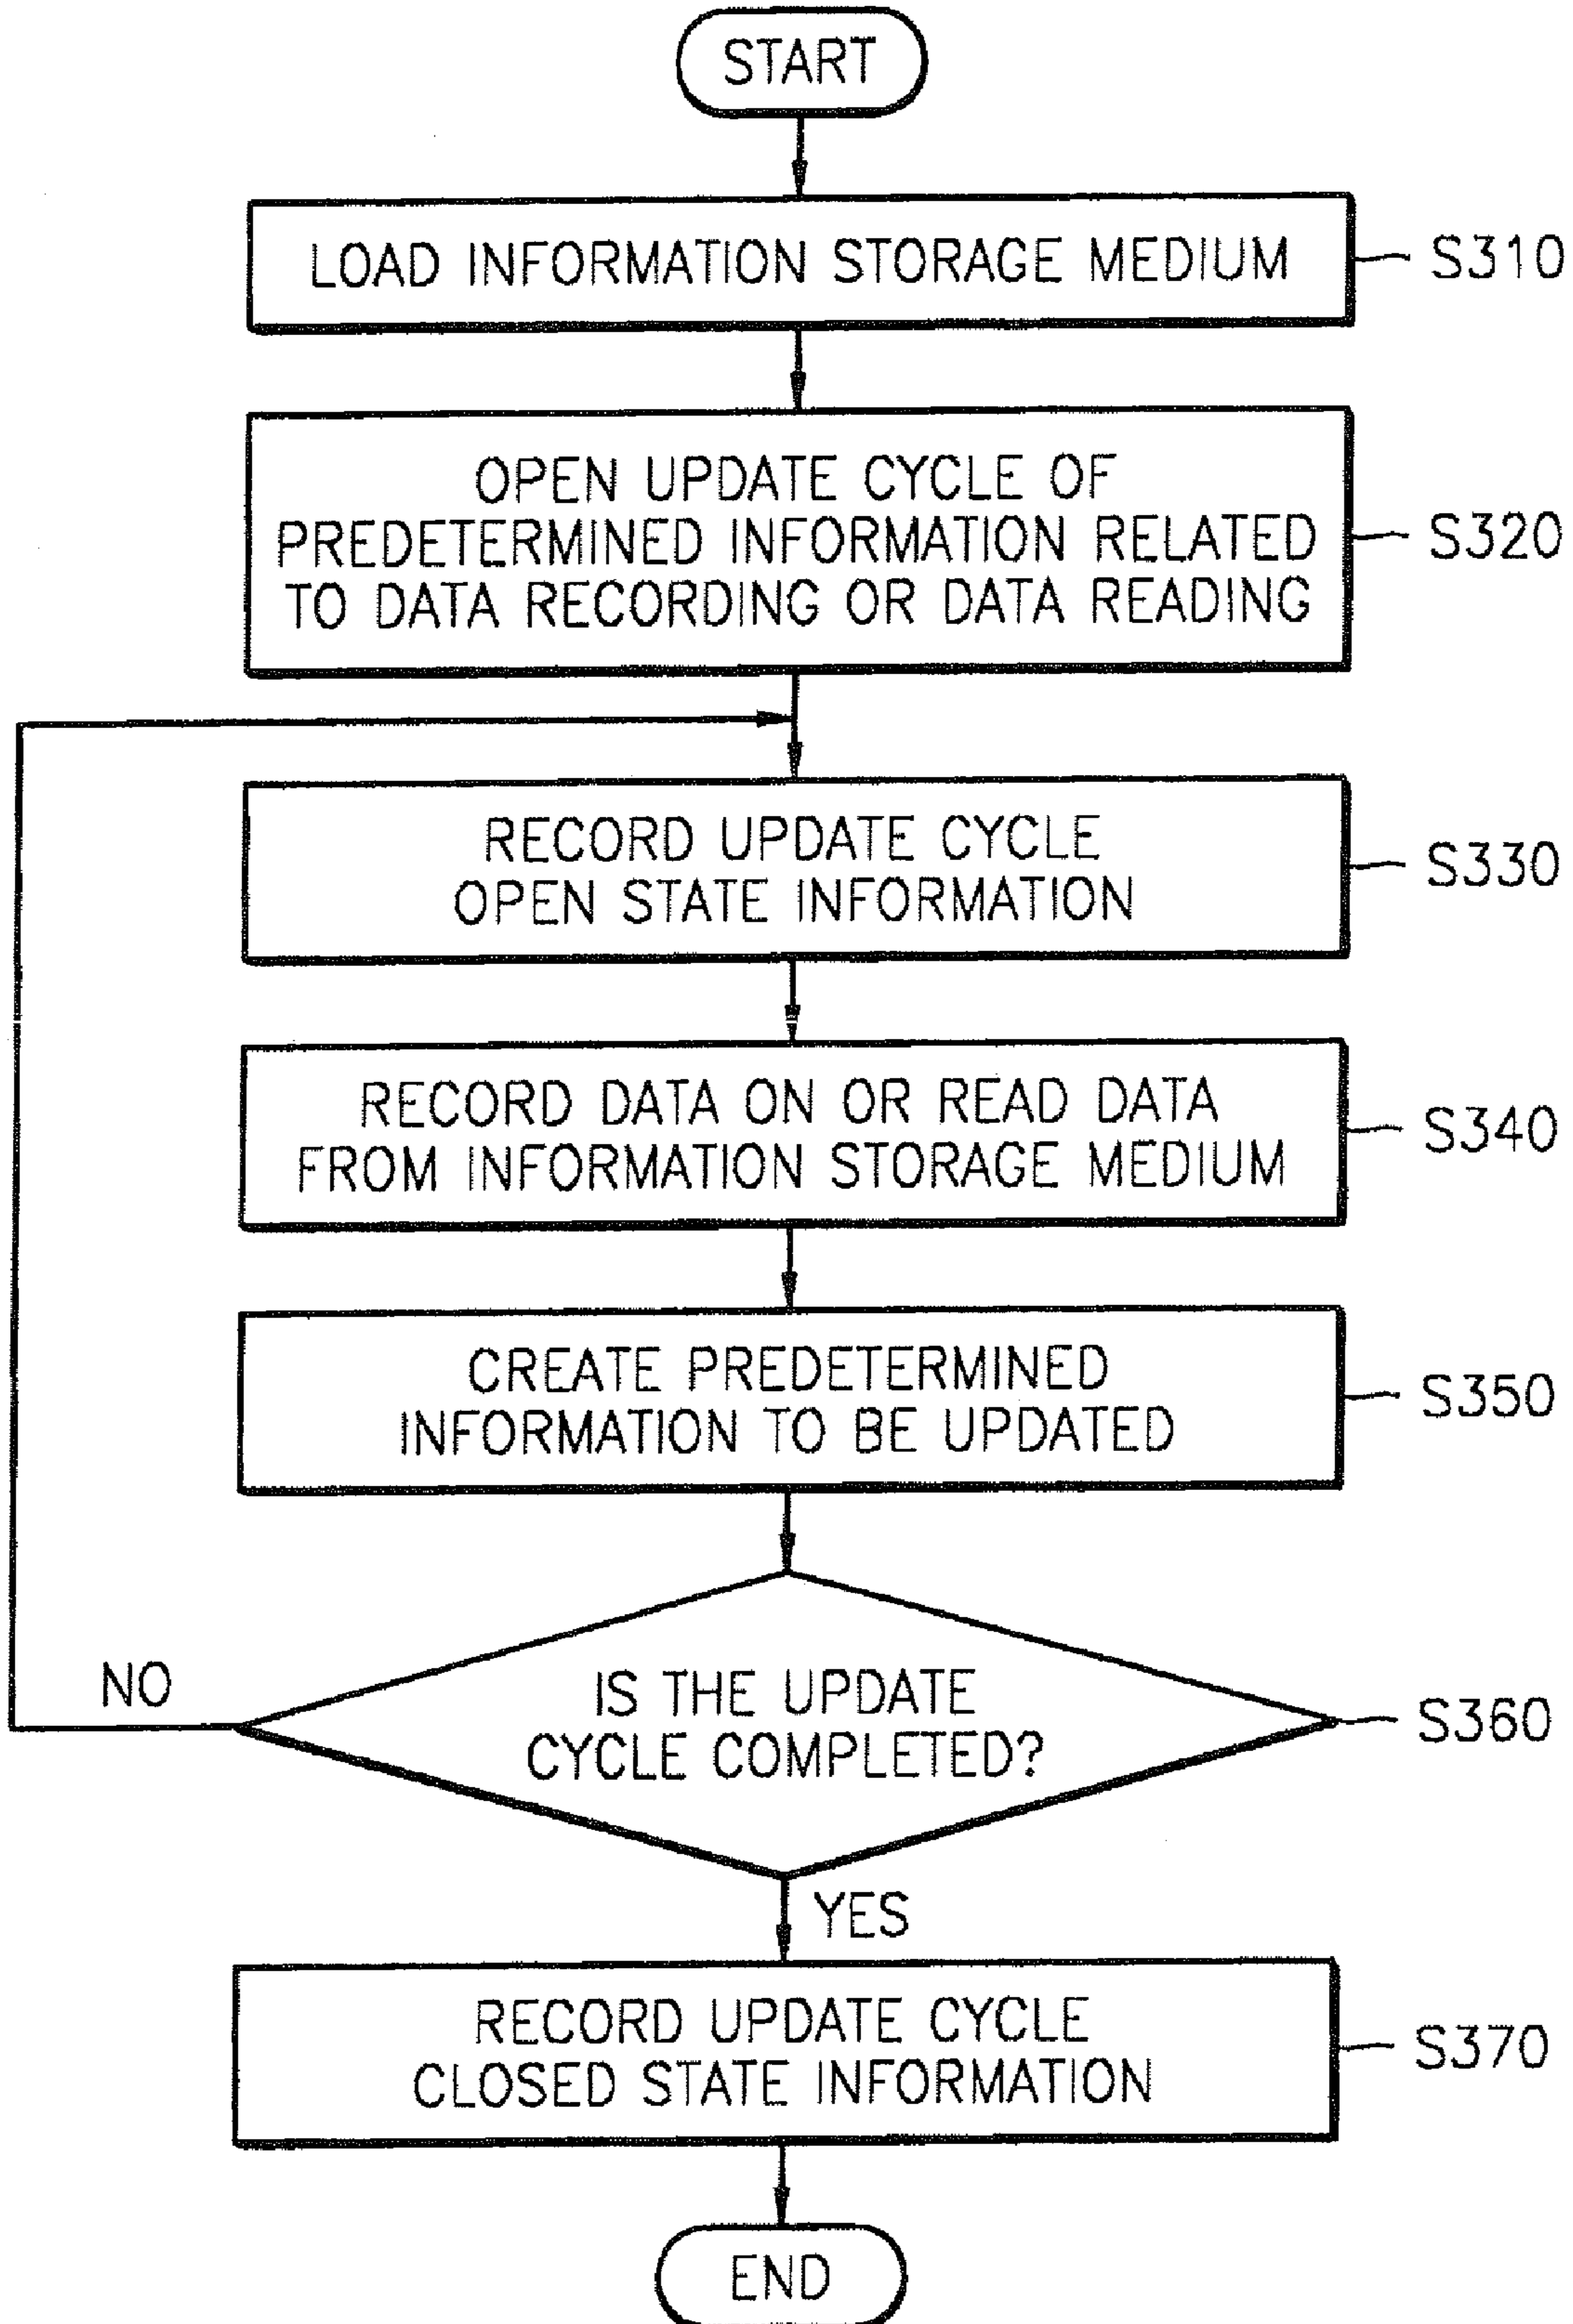 START
LOAD INFORMATION STORAGE MEDIUM
S310
OPEN UPDATE CYCLE OF
PREDETERMINED INFORMATION RELATED
TO DATA RECORDING OR DATA READING
S320
RECORD UPDATE CYCLE
OPEN STATE INFORMATION
S330
RECORD DATA ON OR READ DATA
FROM INFORMATION STORAGE MEDIUM
S340
CREATE PREDETERMINED
INFORMATION TO BE UPDATED
S350
NO
IS THE UPDATE
CYCLE COMPLETED?
S360
YES
RECORD UPDATE CYCLE
CLOSED STATE INFORMATION
S370
END